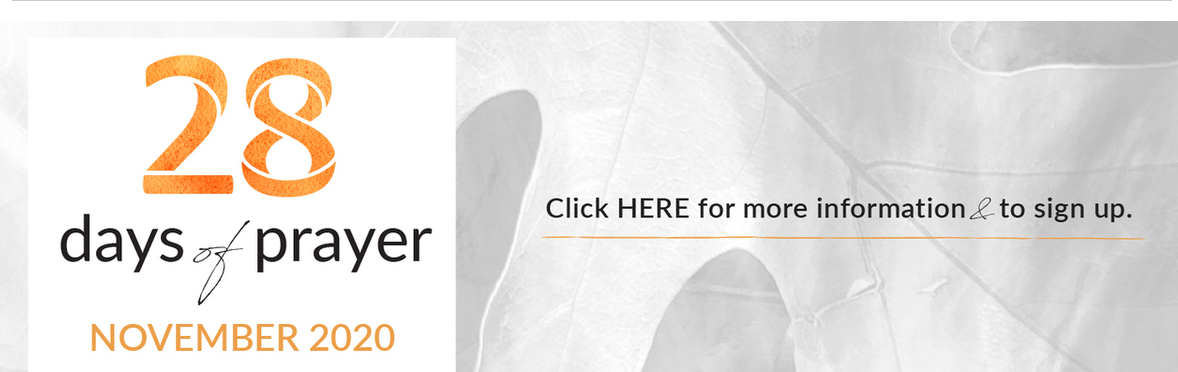 28
days of prayer
NOVEMBER 2020
Click HERE for more information & to sign up.